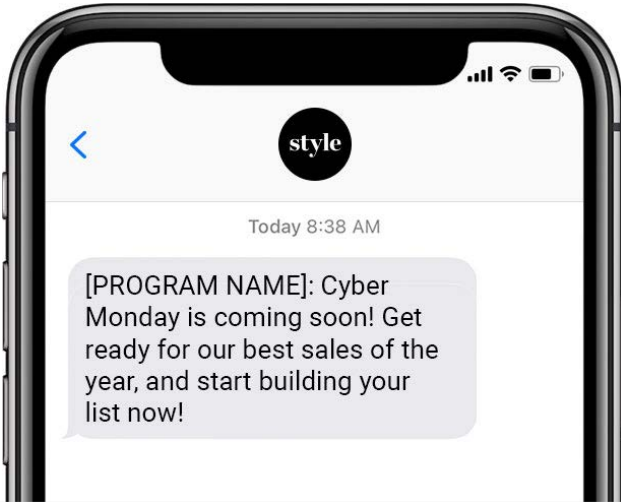 style
Today 8:38 AM
[PROGRAM NAME]: Cyber
Monday is coming soon! Get
ready for our best sales of the
year, and start building your
list now!